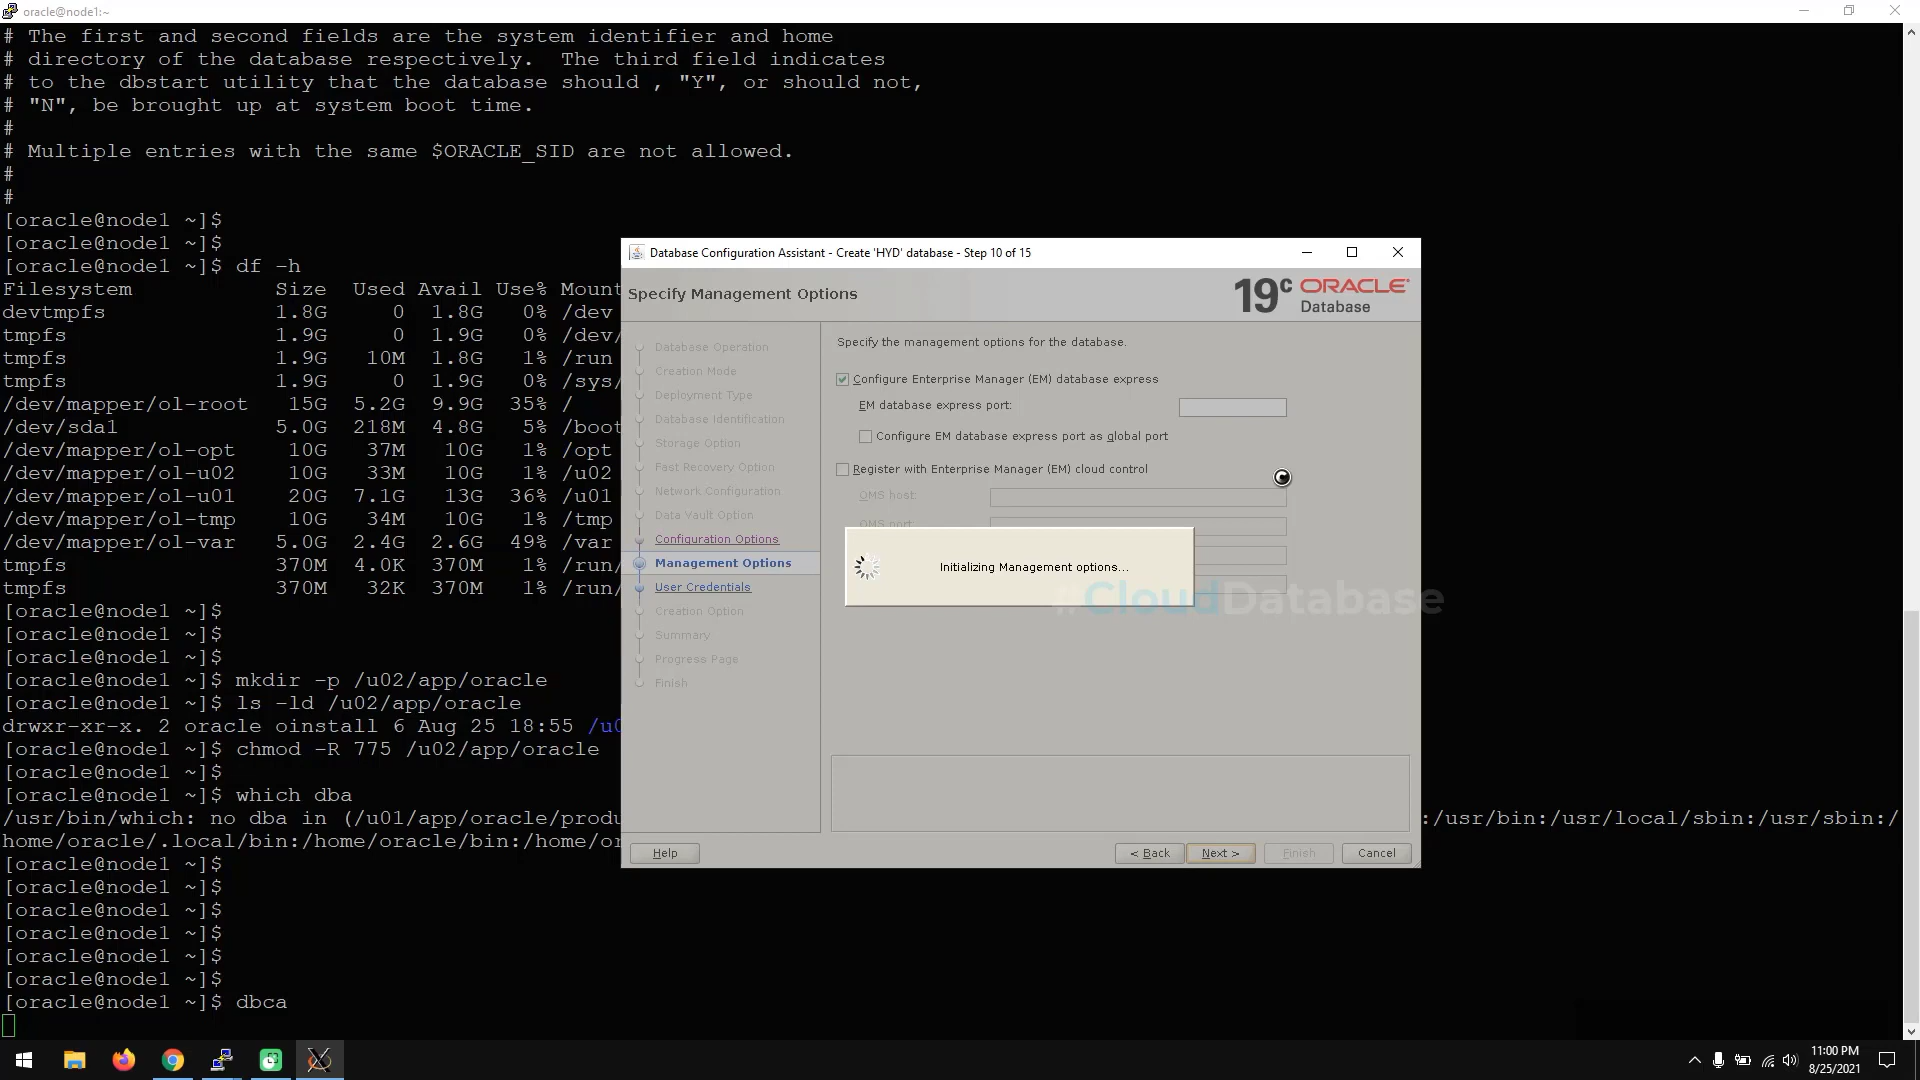 oracle@node1:~
# The first and second fields are the system identifier and home
# directory of the database respectively.  The third field indicates
# to the dbstart utility that the database should , "Y", or should not,
# "N", be brought up at system boot time.
#
# Multiple entries with the same $ORACLE_SID are not allowed.
#
#
[oracle@node1 ~]$
[oracle@node1 ~]$
[oracle@node1 ~]$ df -h
Filesystem Size Used Avail Use% Mount
devtmpfs 1.8G 0 1.8G 0% /dev
tmpfs 1.9G 0 1.9G 0% /dev/
tmpfs 1.9G 10M 1.8G 1% /run
tmpfs 1.9G 0 1.9G 0% /sys/
/dev/mapper/ol-root 15G 5.2G 9.9G 35% /
/dev/sda1 5.0G 218M 4.8G 5% /boot
/dev/mapper/ol-opt 10G 37M 10G 1% /opt
/dev/mapper/ol-u02 10G 33M 10G 1% /u02
/dev/mapper/ol-u01 20G 7.1G 13G 36% /u01
/dev/mapper/ol-tmp 10G 34M 10G 1% /tmp
/dev/mapper/ol-var 5.0G 2.4G 2.6G 49% /var
tmpfs 370M 4.0K 370M 1% /run/
tmpfs 370M 32K 370M 1% /run/
[oracle@node1 ~]$
[oracle@node1 ~]$
[oracle@node1 ~]$
[oracle@node1 ~]$ mkdir -p /u02/app/oracle
[oracle@node1 ~]$ ls -ld /u02/app/oracle
drwxr-xr-x. 2 oracle oinstall 6 Aug 25 18:55 /u0
[oracle@node1 ~]$ chmod -R 775 /u02/app/oracle
[oracle@node1 ~]$
[oracle@node1 ~]$ which dba
/usr/bin/which: no dba in (/u01/app/oracle/produ :/usr/bin:/usr/local/sbin:/usr/sbin:/
home/oracle/.local/bin:/home/oracle/bin:/home/or
[oracle@node1 ~]$
[oracle@node1 ~]$
[oracle@node1 ~]$
[oracle@node1 ~]$
[oracle@node1 ~]$
[oracle@node1 ~]$
[oracle@node1 ~]$ dbca
Database Configuration Assistant - Create 'HYD' database - Step 10 of 15
Specify Management Options
19c ORACLE
Database
Database Operation
Creation Mode
Deployment Type
Database Identification
Storage Option
Fast Recovery Option
Network Configuration
Data Vault Option
Configuration Options
Management Options
User Credentials
Creation Option
Summary
Progress Page
Finish
Specify the management options for the database.
Configure Enterprise Manager (EM) database express
EM database express port:
Configure EM database express port as global port
Register with Enterprise Manager (EM) cloud control
OMS host:
OMS port
Initializing Management options...
#CloudDatabase
Help
< Back
Next >
Finish
Cancel
11:00 PM
8/25/2021